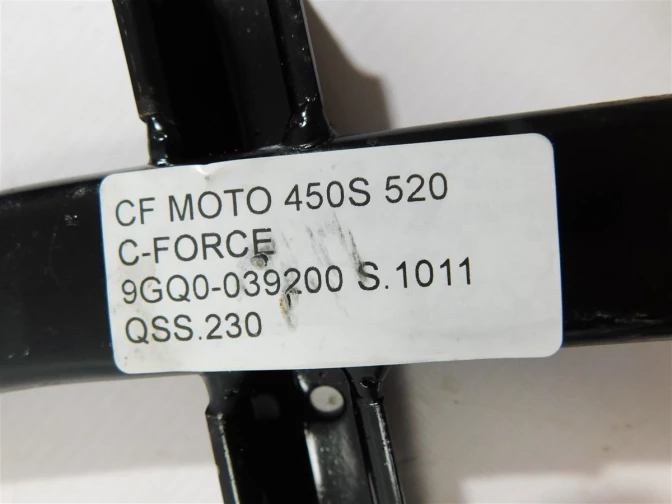 CF MOTO 450S 520
C-FORCE
9GQ0-039200 S.1011
QSS.230